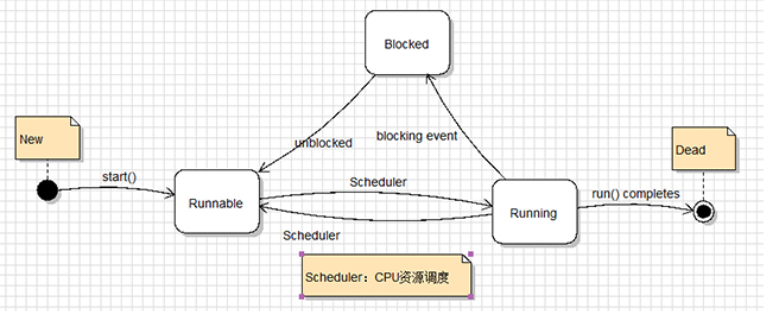 Blocked
New
unblocked
blocking event
Dead
start()
Scheduler
run() completes
Runnable
Running
Scheduler
Scheduler：CPU资源调度